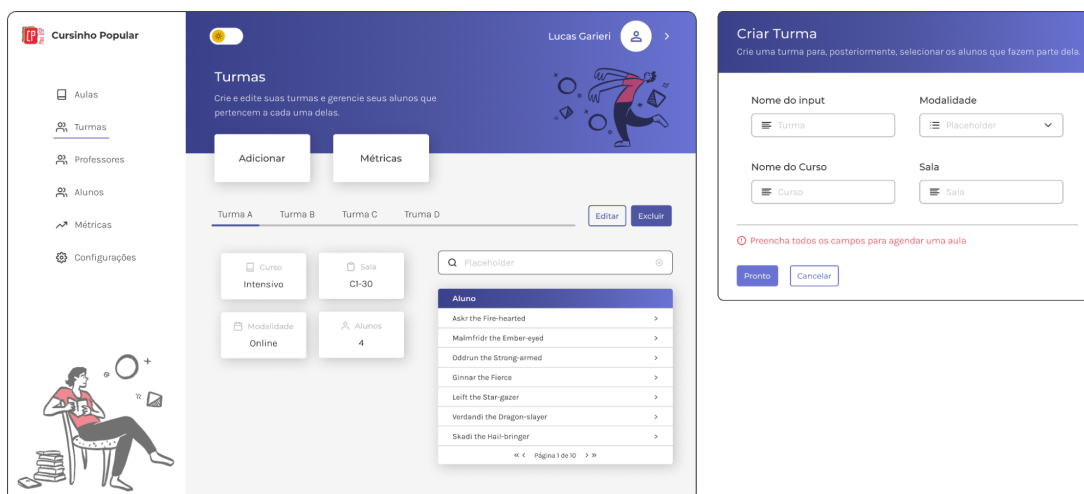 CP
Cursinho Popular
Aulas
Turmas
Professores
Alunos
Métricas
Configurações
Lucas Garieri
Turmas
Crie e edite suas turmas e gerencie seus alunos que
pertencem a cada uma delas.
Adicionar
Métricas
Turma A
Turma B
Turma C
Truma D
Editar
Excluir
Curso
Intensivo
Sala
C1-30
Modalidade
Online
Alunos
4
Placeholder
Aluno
Askr the Fire-hearted
Malmfridr the Ember-eyed
Oddrun the Strong-armed
Ginnar the Fierce
Leift the Star-gazer
Verdandi the Dragon-slayer
Skadi the Hail-bringer
Página 1 de 10
Criar Turma
Crie uma turma para, posteriormente, selecionar os alunos que fazem parte dela.
Nome do input
Turma
Modalidade
Placeholder
Nome do Curso
Curso
Sala
Sala
Preencha todos os campos para agendar uma aula
Pronto
Cancelar